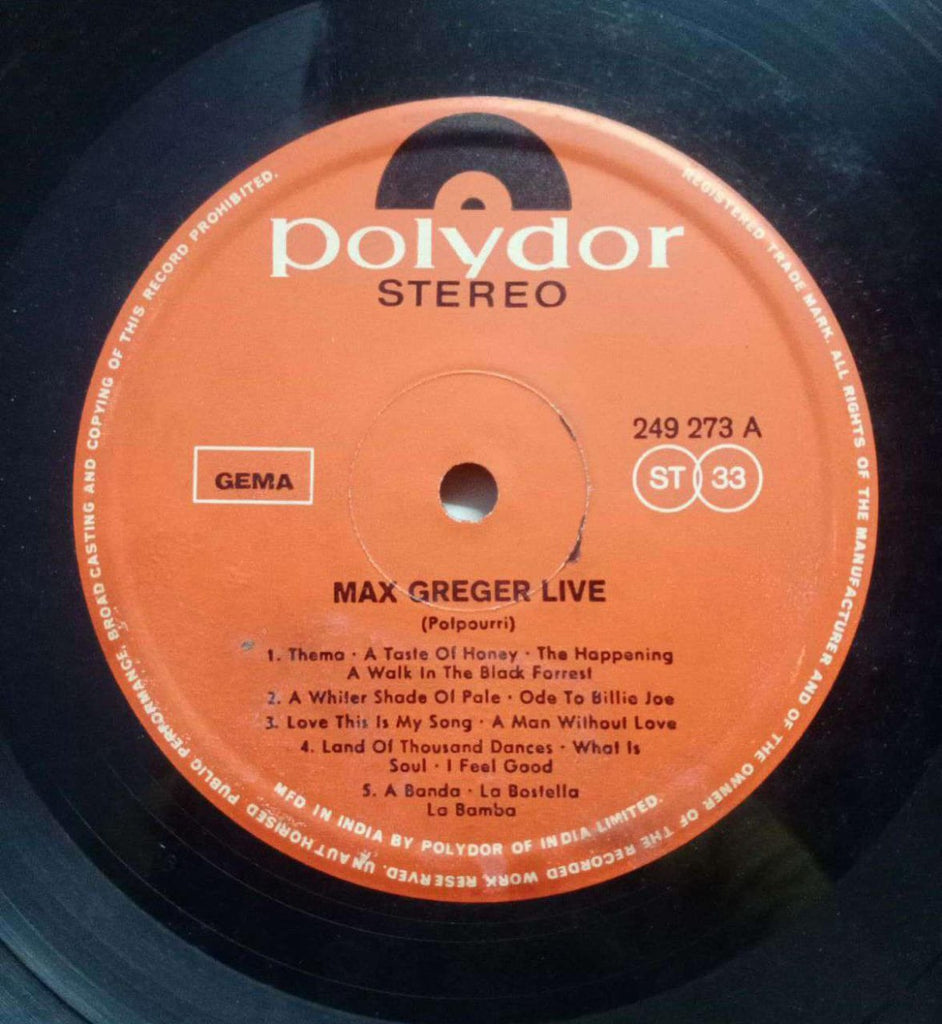 polydor
STEREO
249 273 A
ST 33
GEMA
MAX GREGER LIVE
(Potpourri)
1. Thema · A Taste Of Honey · The Happening
A Walk In The Black Forrest
2. A Whiter Shade Of Pale · Ode To Billie Joe
3. Love This Is My Song · A Man Without Love
4. Land Of Thousand Dances · What Is
Soul · I Feel Good
5. A Banda · La Bostella
La Bamba
MFD IN INDIA BY POLYDOR OF INDIA LIMITED.
REGISTERED TRADE MARK. ALL RIGHTS OF THE MANUFACTURER AND OF THE OWNER OF THE RECORDED WORK RESERVED. UNAUTHORISED PUBLIC PERFORMANCE, BROADCASTING AND COPYING OF THIS RECORD PROHIBITED.